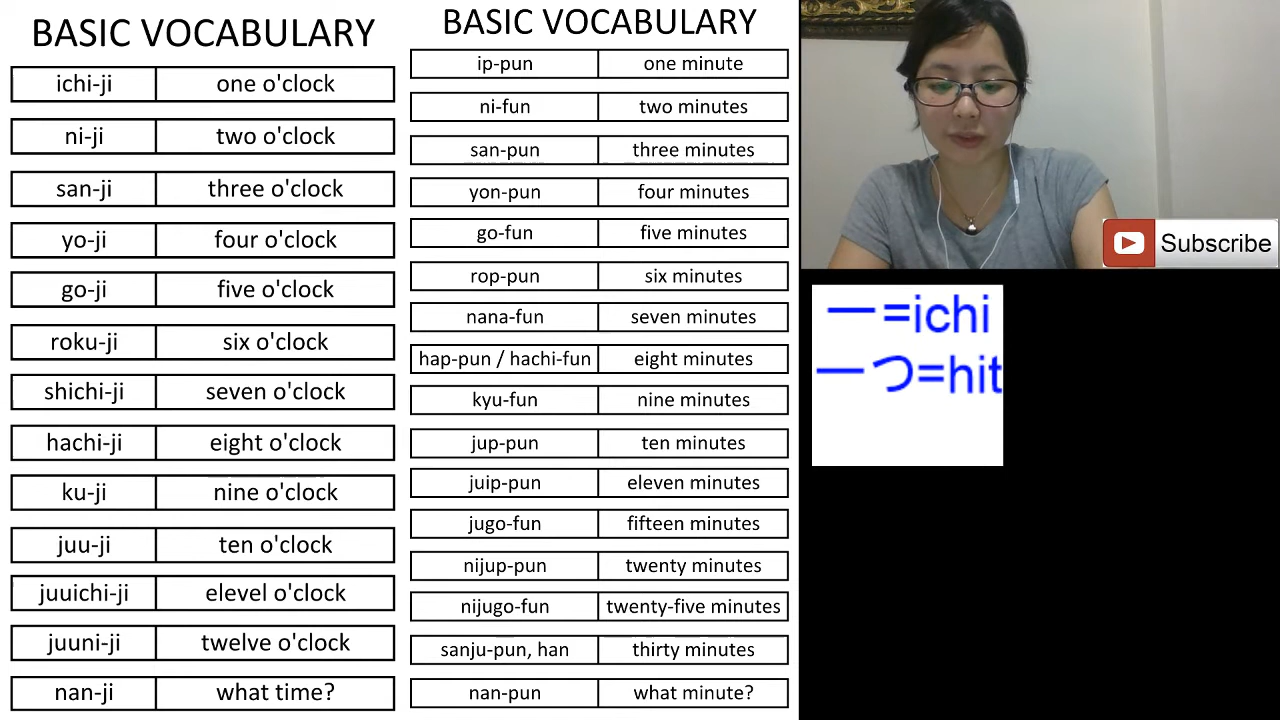 BASIC VOCABULARY
ichi-ji one o'clock
ni-ji two o'clock
san-ji three o'clock
yo-ji four o'clock
go-ji five o'clock
roku-ji six o'clock
shichi-ji seven o'clock
hachi-ji eight o'clock
ku-ji nine o'clock
juu-ji ten o'clock
juuichi-ji elevel o'clock
juuni-ji twelve o'clock
nan-ji what time?
BASIC VOCABULARY
ip-pun one minute
ni-fun two minutes
san-pun three minutes
yon-pun four minutes
go-fun five minutes
rop-pun six minutes
nana-fun seven minutes
hap-pun / hachi-fun eight minutes
kyu-fun nine minutes
jup-pun ten minutes
juip-pun eleven minutes
jugo-fun fifteen minutes
nijup-pun twenty minutes
nijugo-fun twenty-five minutes
sanju-pun, han thirty minutes
nan-pun what minute?
Subscribe
一=ichi
一つ=hit